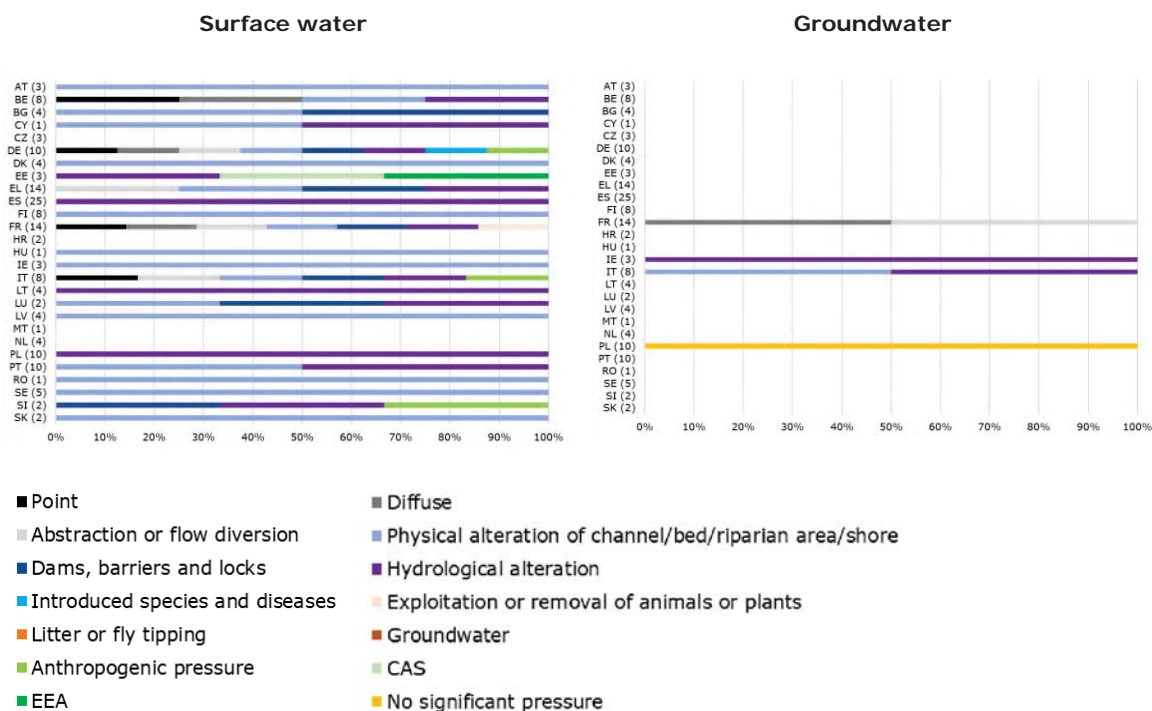 Surface water
AT (3)
BE (8)
BG (4)
CY (1)
CZ (3)
DE (10)
DK (4)
EE (3)
EL (14)
ES (25)
FI (8)
FR (14)
HR (2)
HU (1)
IE (3)
IT (8)
LT (4)
LU (2)
LV (4)
MT (1)
NL (4)
PL (10)
PT (10)
RO (1)
SE (5)
SI (2)
SK (2)
0% 10% 20% 30% 40% 50% 60% 70% 80% 90% 100%
Groundwater
AT (3)
BE (8)
BG (4)
CY (1)
CZ (3)
DE (10)
DK (4)
EE (3)
EL (14)
ES (25)
FI (8)
FR (14)
HR (2)
HU (1)
IE (3)
IT (8)
LT (4)
LU (2)
LV (4)
MT (1)
NL (4)
PL (10)
PT (10)
RO (1)
SE (5)
SI (2)
SK (2)
0% 10% 20% 30% 40% 50% 60% 70% 80% 90% 100%
Point
Diffuse
Abstraction or flow diversion
Physical alteration of channel/bed/riparian area/shore
Dams, barriers and locks
Hydrological alteration
Introduced species and diseases
Exploitation or removal of animals or plants
Litter or fly tipping
Groundwater
Anthropogenic pressure
CAS
EEA
No significant pressure